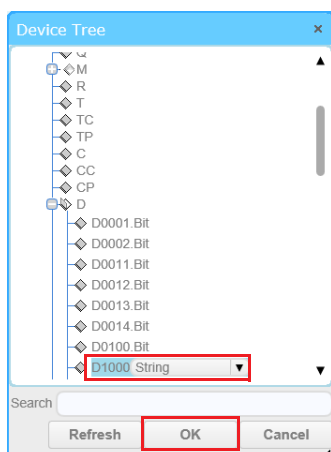 Device Tree ×
Q
M
R
T
TC
TP
C
CC
CP
D
D0001.Bit
D0002.Bit
D0011.Bit
D0012.Bit
D0013.Bit
D0014.Bit
D0100.Bit
D1000 String
Search
Refresh OK Cancel